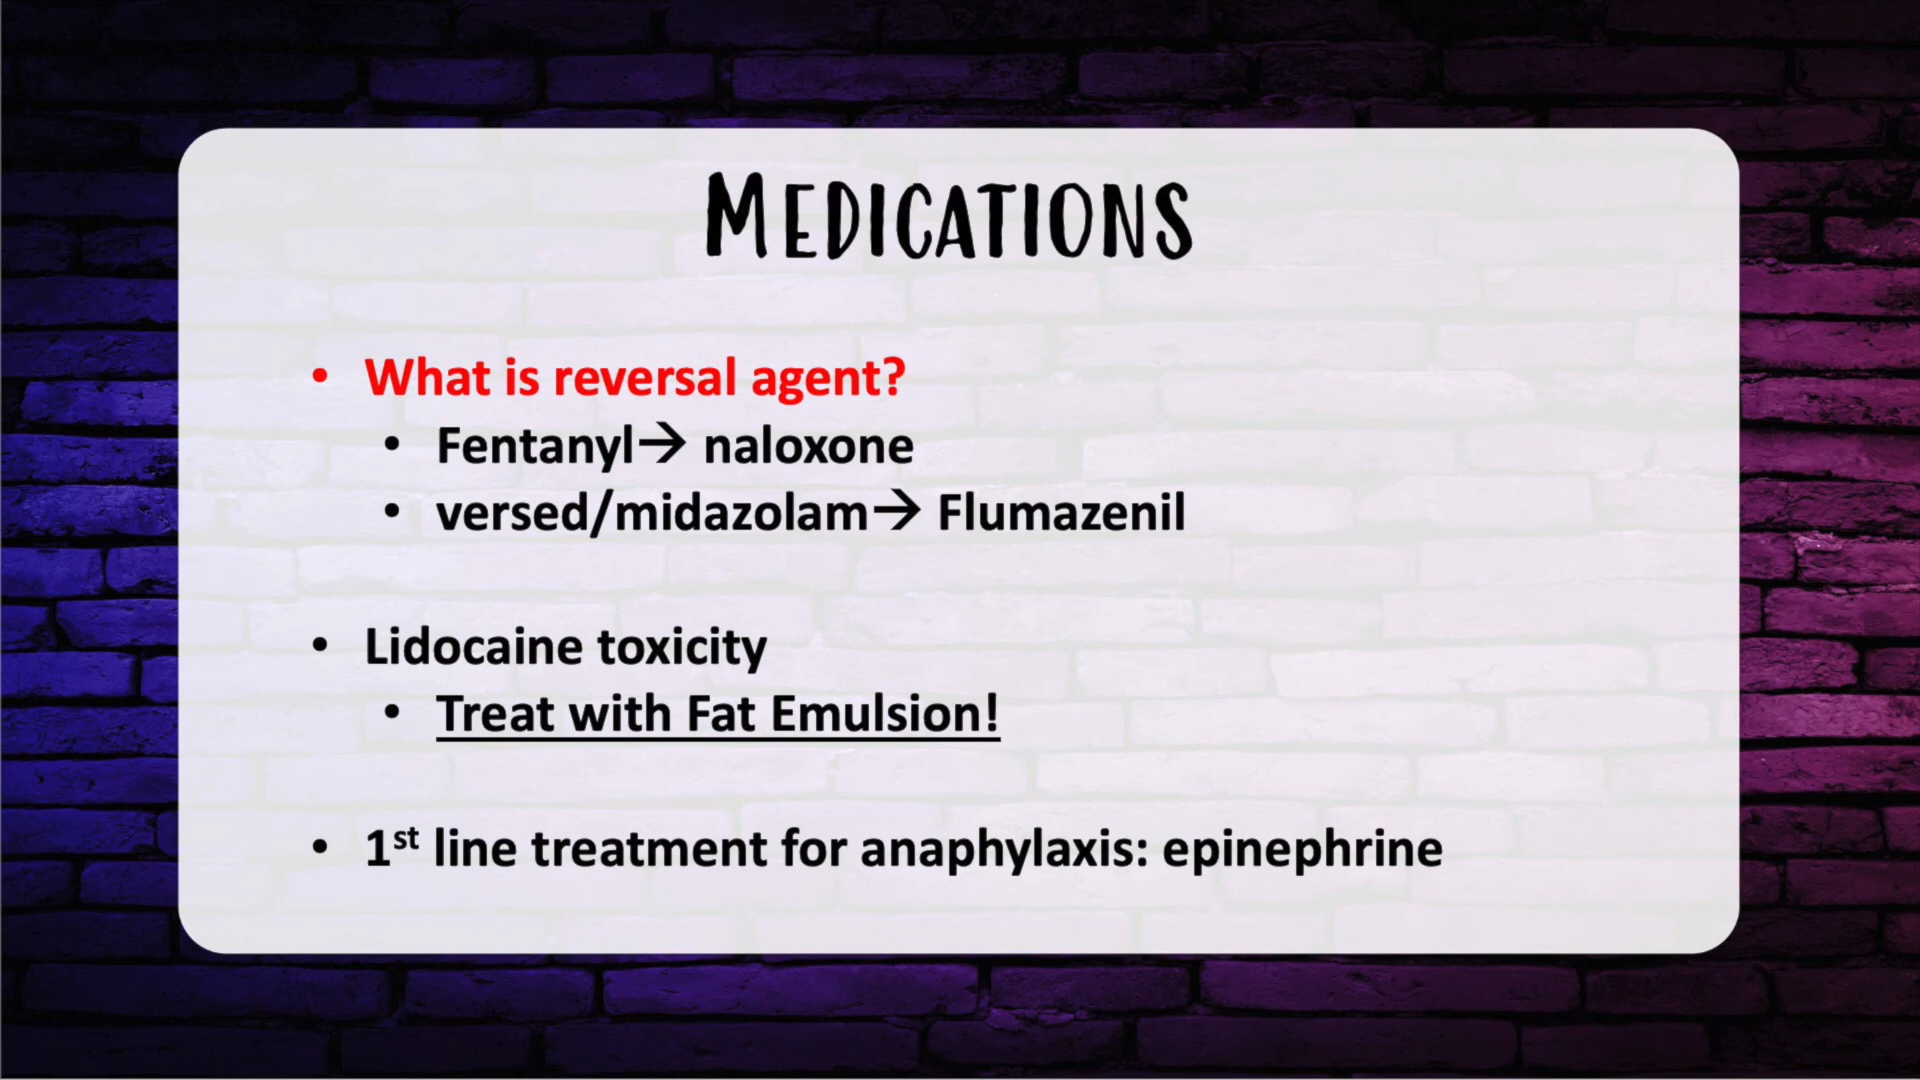 MEDICATIONS
• What is reversal agent?
• Fentanyl→ naloxone
• versed/midazolam→ Flumazenil
• Lidocaine toxicity
• Treat with Fat Emulsion!
• 1st line treatment for anaphylaxis: epinephrine